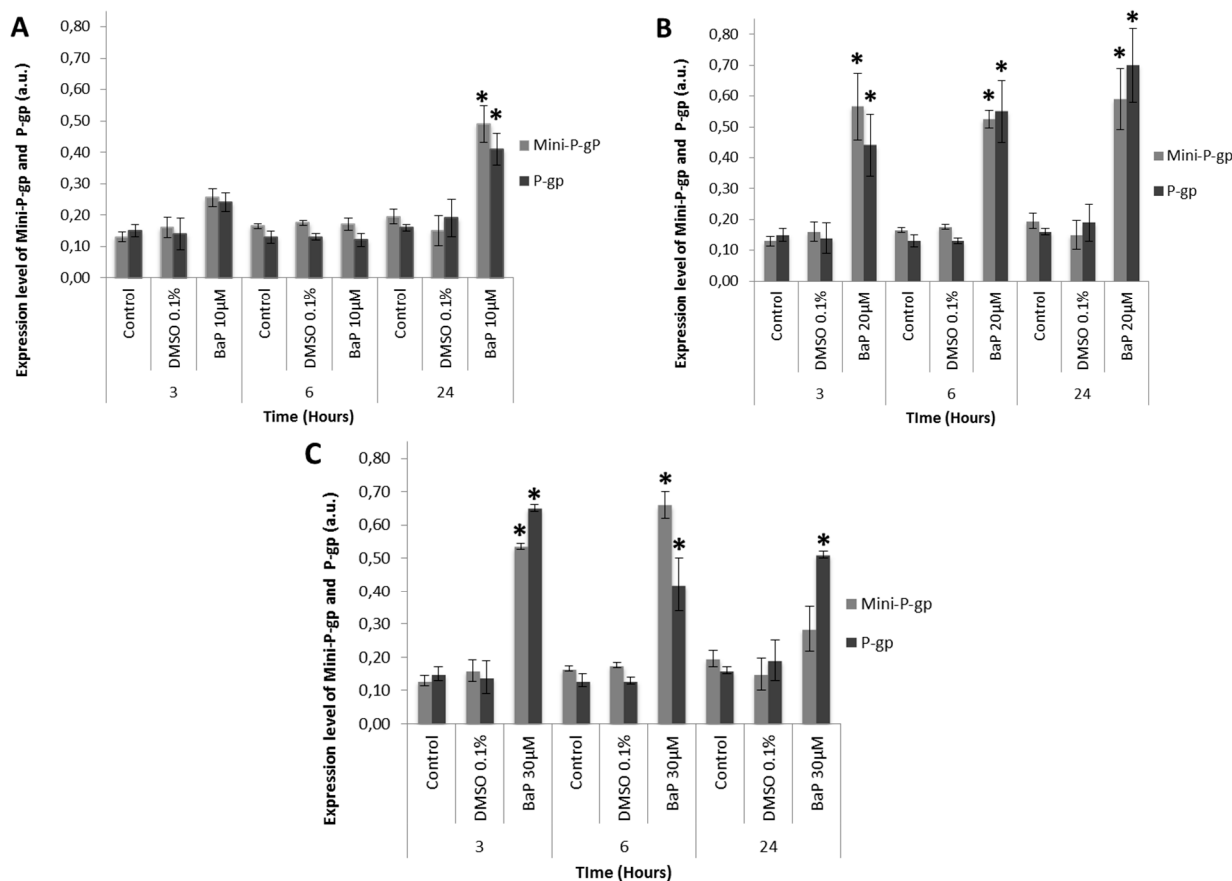 A
Expression level of Mini-P-gp and P-gp (a.u.)
0,80
0,70
0,60
0,50
0,40
0,30
0,20
0,10
0,00
* *
Mini-P-gP
P-gp
Control
DMSO 0.1%
BaP 10µM
Control
DMSO 0.1%
BaP 10µM
Control
DMSO 0.1%
BaP 10µM
3 6 24
Time (Hours)
B
Expression level of Mini-P-gp and P-gp (a.u.)
0,80
0,70
0,60
0,50
0,40
0,30
0,20
0,10
0,00
* * * * * *
Mini-P-gp
P-gp
Control
DMSO 0.1%
BaP 20µM
Control
DMSO 0.1%
BaP 20µM
Control
DMSO 0.1%
BaP 20µM
3 6 24
TIme (Hours)
C
Expression level of Mini-P-gp and P-gp (a.u.)
0,80
0,70
0,60
0,50
0,40
0,30
0,20
0,10
0,00
* * * * *
Mini-P-gp
P-gp
Control
DMSO 0.1%
BaP 30µM
Control
DMSO 0.1%
BaP 30µM
Control
DMSO 0.1%
BaP 30µM
3 6 24
TIme (Hours)